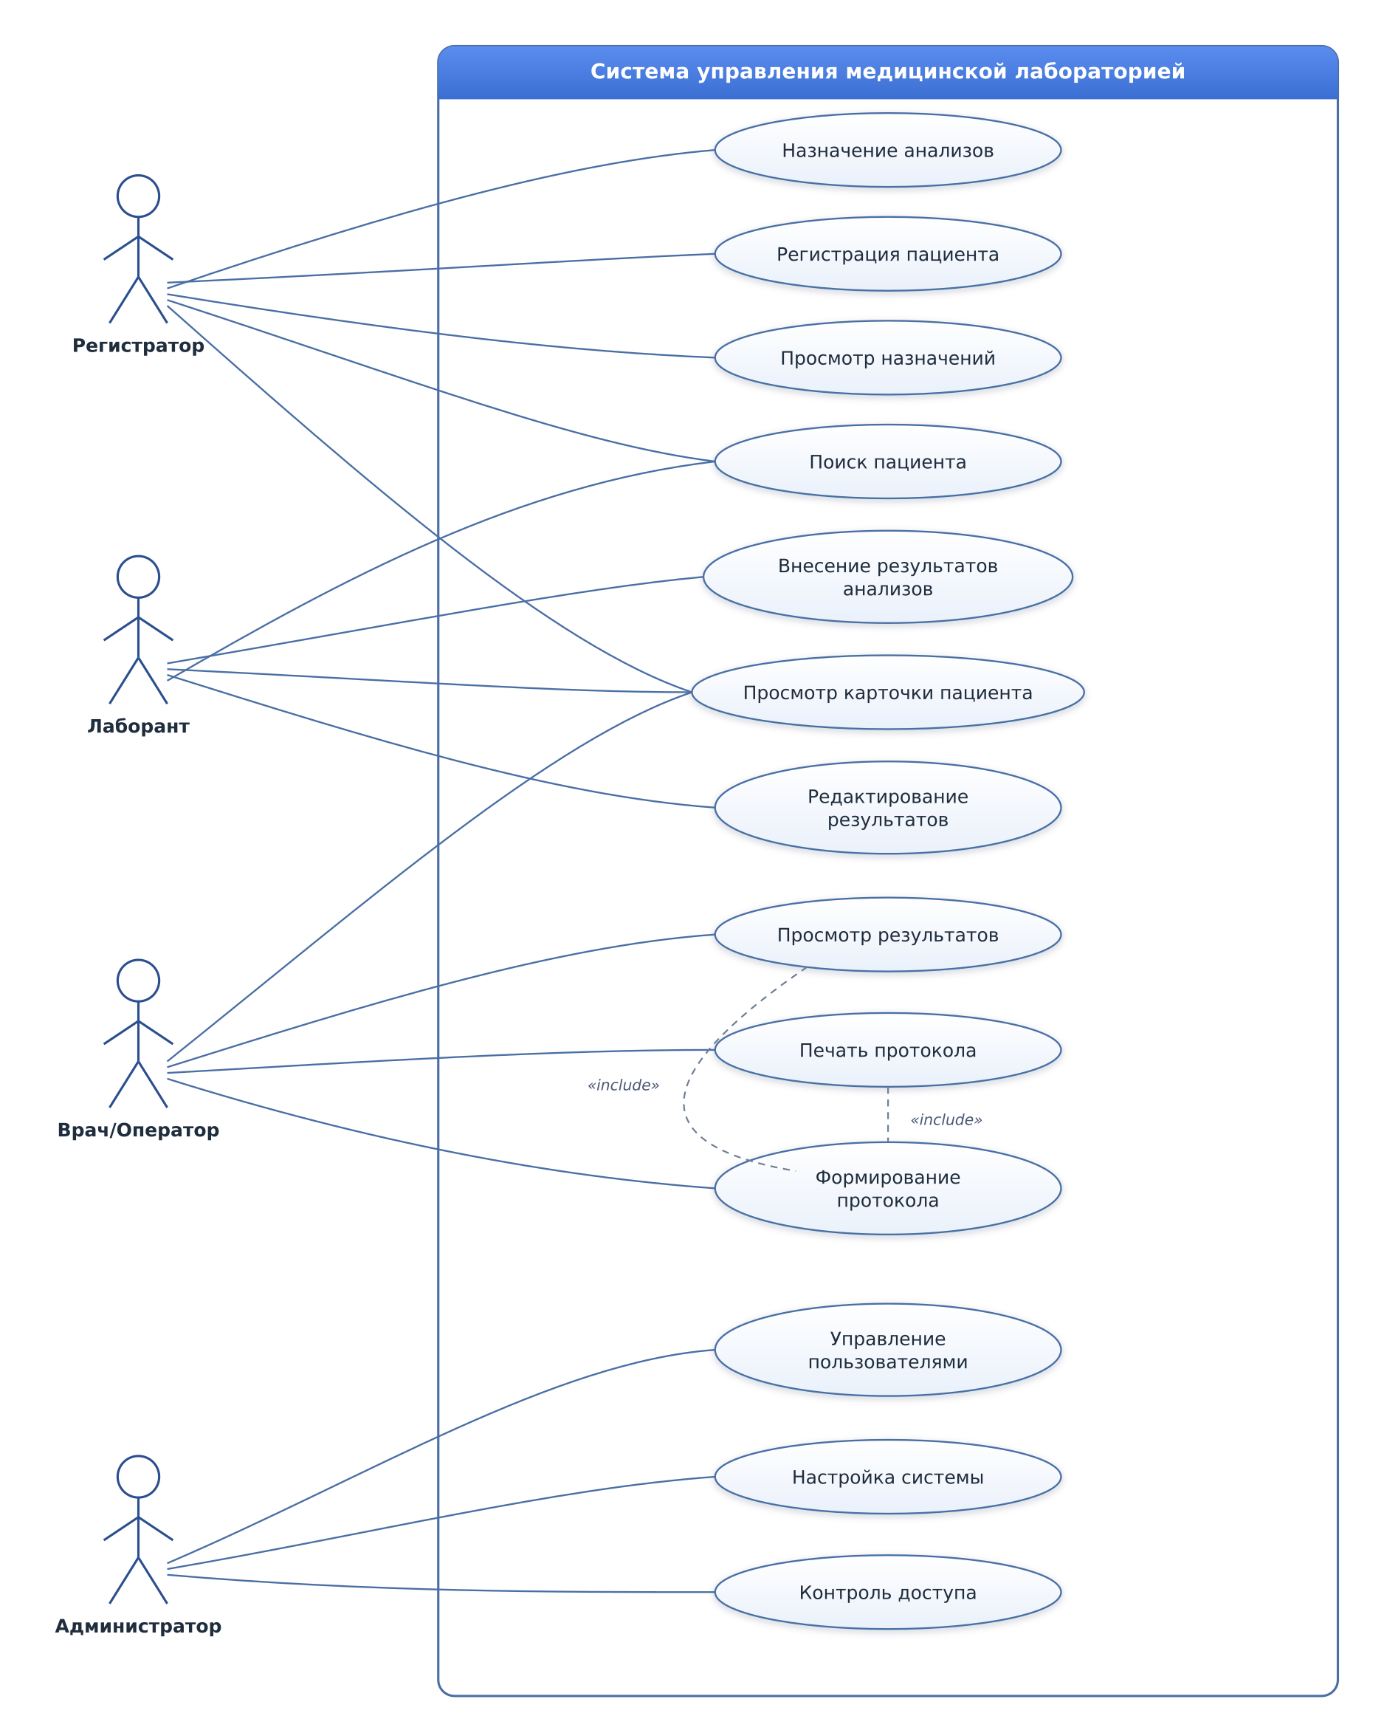 Система управления медицинской лабораторией
Назначение анализов
Регистрация пациента
Просмотр назначений
Регистратор
Поиск пациента
Внесение результатов
анализов
Просмотр карточки пациента
Лаборант
Редактирование
результатов
Просмотр результатов
Печать протокола
«include»
«include»
Врач/Оператор
Формирование
протокола
Управление
пользователями
Настройка системы
Контроль доступа
Администратор